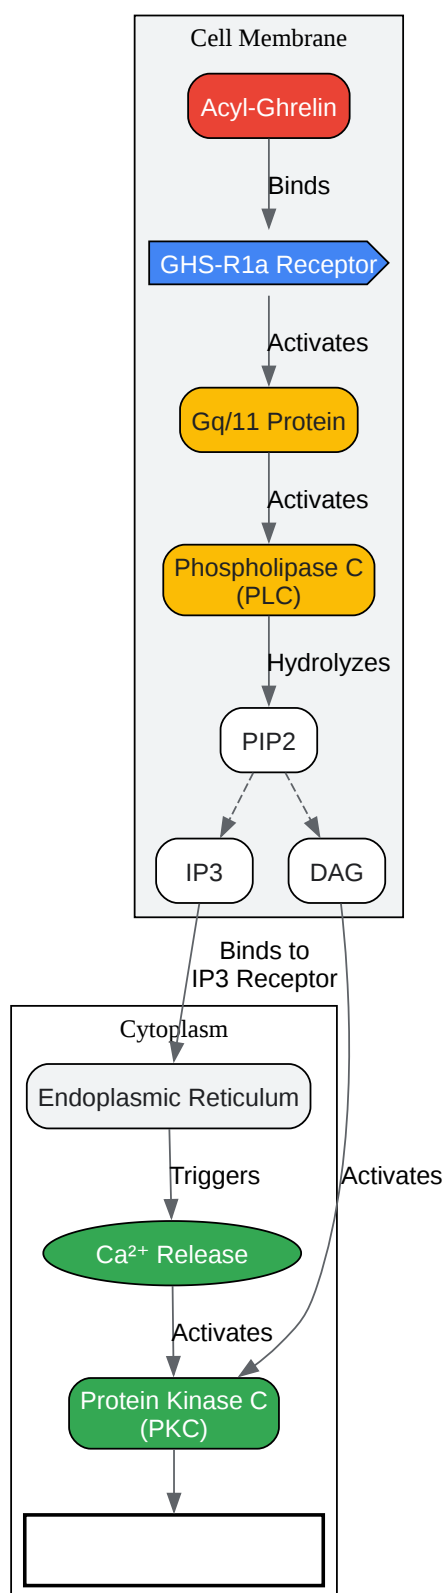 Cell Membrane
Acyl-Ghrelin
Binds
GHS-R1a Receptor
Activates
Gq/11 Protein
Activates
Phospholipase C
(PLC)
Hydrolyzes
PIP2
IP3
DAG
Binds to
IP3 Receptor
Cytoplasm
Endoplasmic Reticulum
Triggers
Activates
Ca²⁺ Release
Activates
Protein Kinase C
(PKC)